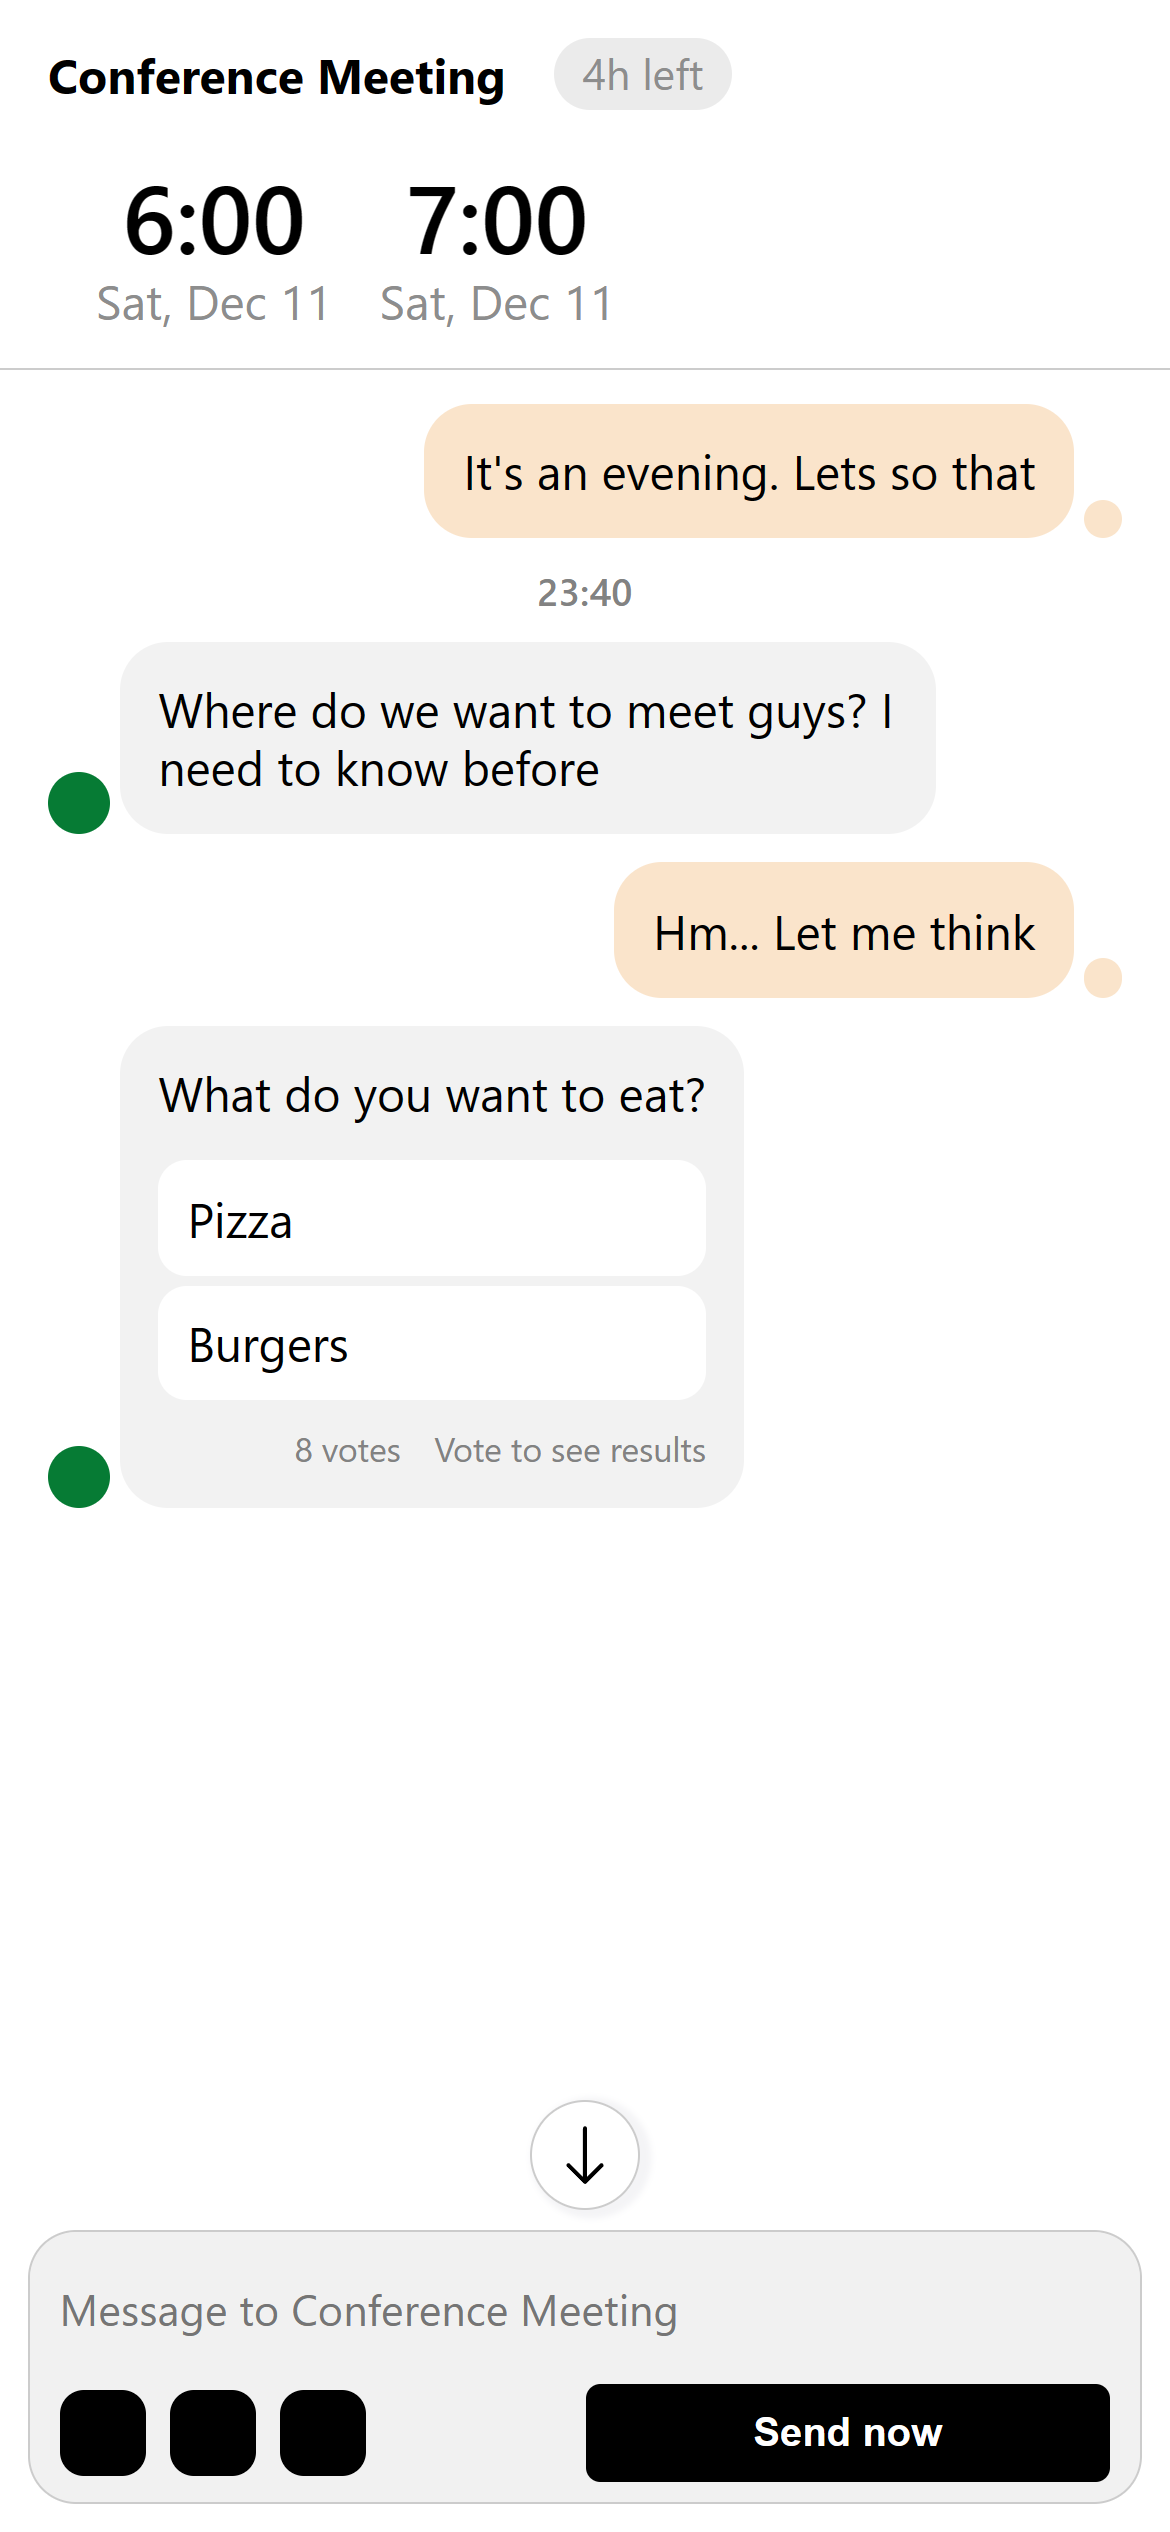 Conference Meeting 4h left
6:00 7:00
Sat, Dec 11 Sat, Dec 11
It's an evening. Lets so that
23:40
Where do we want to meet guys? I
need to know before
Hm... Let me think
What do you want to eat?
Pizza
Burgers
8 votes Vote to see results
Message to Conference Meeting
Send now